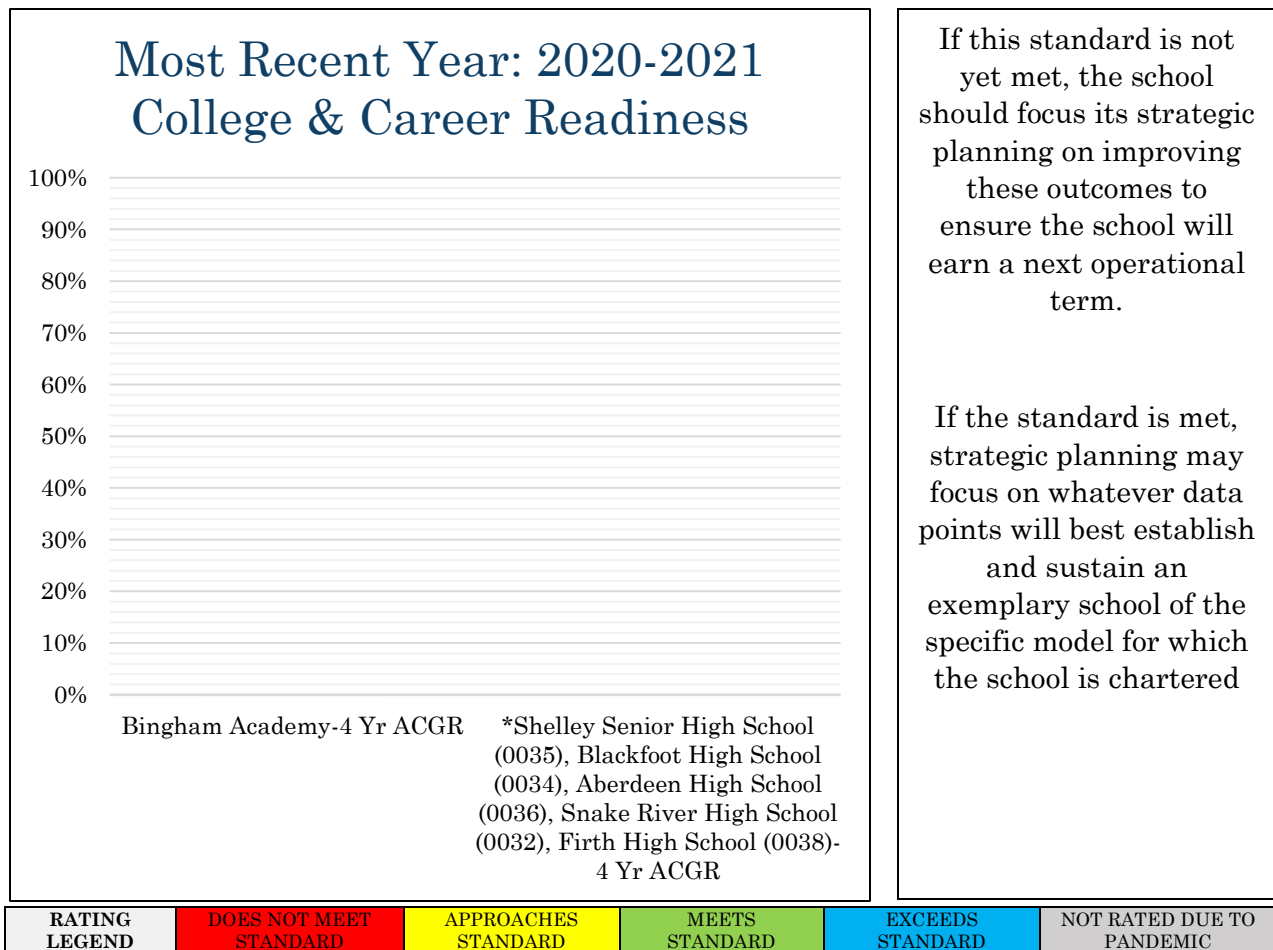 Most Recent Year: 2020-2021
College & Career Readiness
100%
90%
80%
70%
60%
50%
40%
30%
20%
10%
0%
Bingham Academy-4 Yr ACGR
*Shelley Senior High School
(0035), Blackfoot High School
(0034), Aberdeen High School
(0036), Snake River High School
(0032), Firth High School (0038)-
4 Yr ACGR
If this standard is not
yet met, the school
should focus its strategic
planning on improving
these outcomes to
ensure the school will
earn a next operational
term.
If the standard is met,
strategic planning may
focus on whatever data
points will best establish
and sustain an
exemplary school of the
specific model for which
the school is chartered
RATING
LEGEND
DOES NOT MEET
STANDARD
APPROACHES
STANDARD
MEETS
STANDARD
EXCEEDS
STANDARD
NOT RATED DUE TO
PANDEMIC